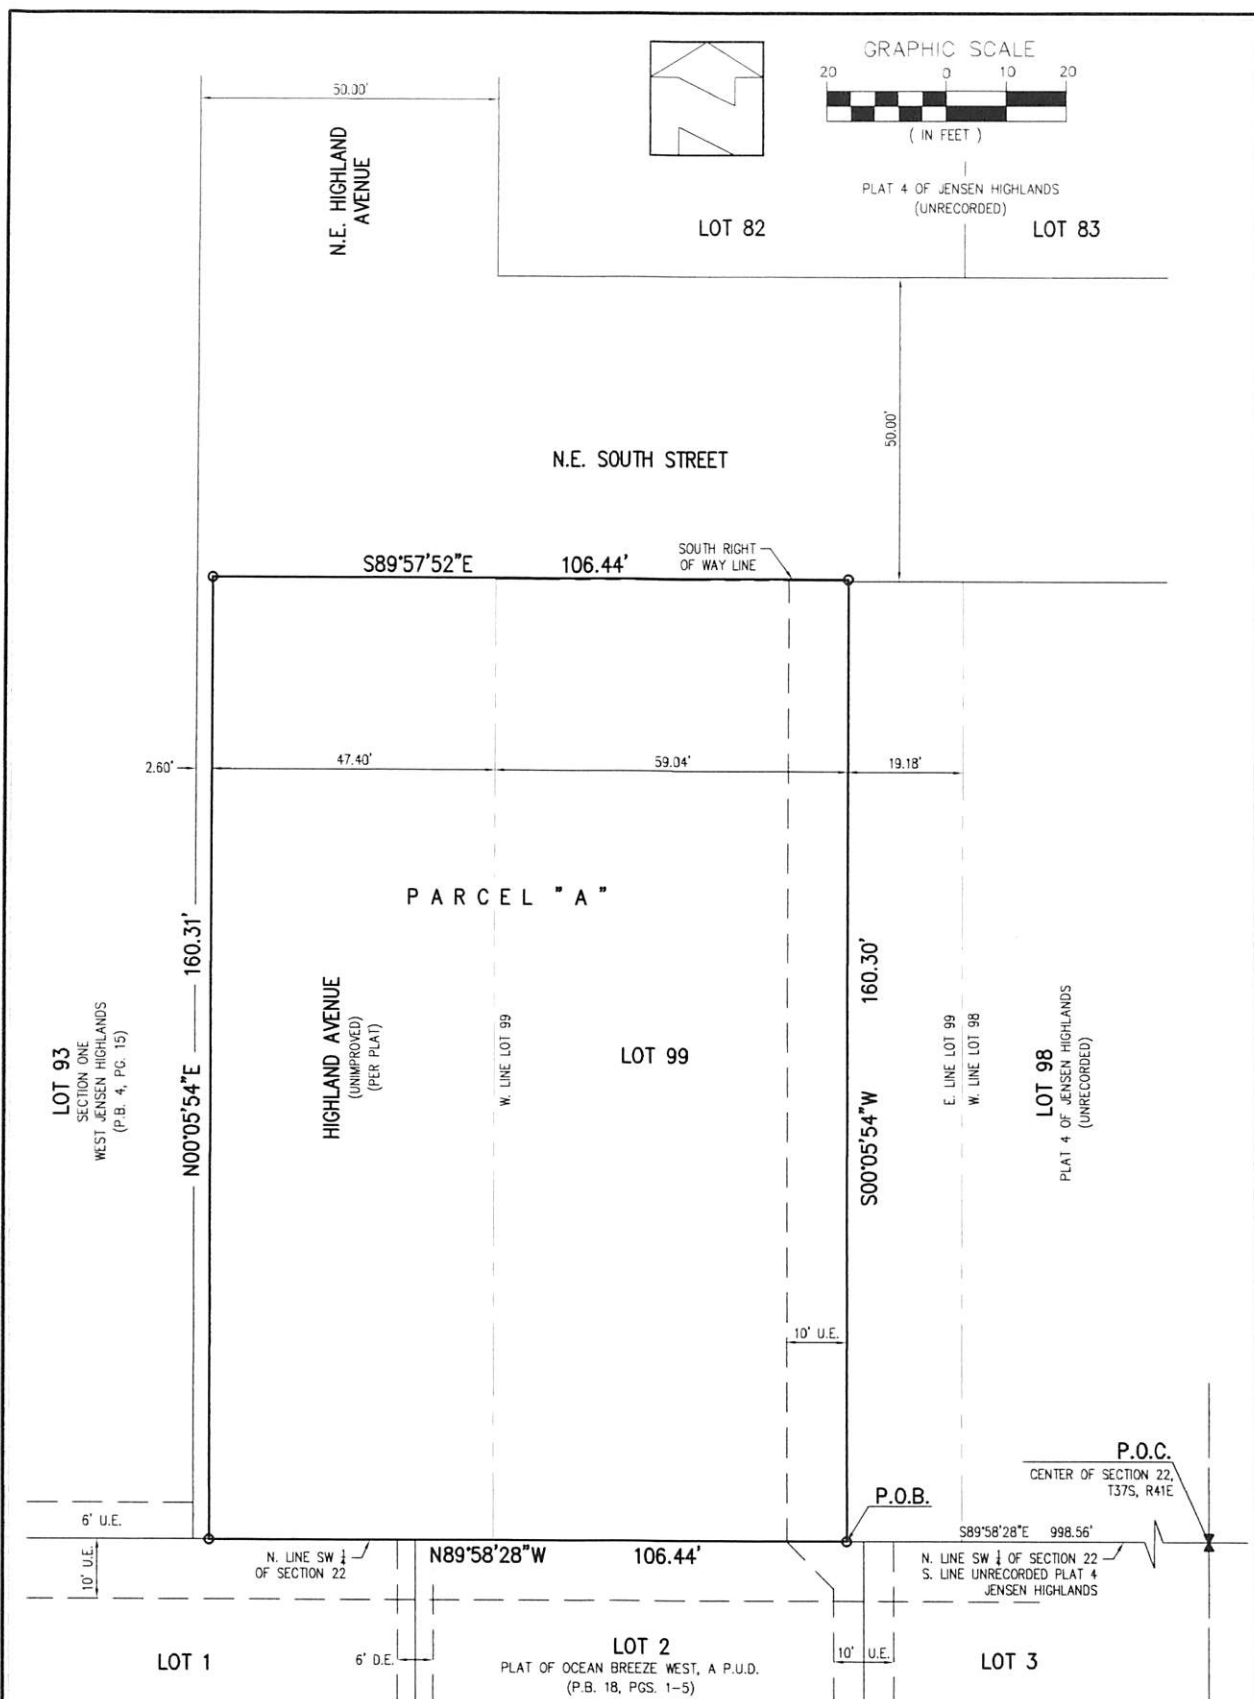 GRAPHIC SCALE
20 0 10 20
( IN FEET )
50.00'
N.E. HIGHLAND
AVENUE
PLAT 4 OF JENSEN HIGHLANDS
(UNRECORDED)
LOT 82
LOT 83
50.00'
N.E. SOUTH STREET
SOUTH RIGHT
OF WAY LINE
S89°57'52"E 106.44'
2.60'
47.40'
59.04'
19.18'
PARCEL "A"
N00°05'54"E 160.31'
S00°05'54"W 160.30'
LOT 93
SECTION ONE
WEST JENSEN HIGHLANDS
(P.B. 4, PG. 15)
HIGHLAND AVENUE
(UNIMPROVED)
(PER PLAT)
W. LINE LOT 99
LOT 99
E. LINE LOT 99
W. LINE LOT 98
LOT 98
PLAT 4 OF JENSEN HIGHLANDS
(UNRECORDED)
10' U.E.
P.O.C.
CENTER OF SECTION 22,
T37S, R41E
P.O.B.
6' U.E.
10' U.E.
N. LINE SW ¼
OF SECTION 22
N89°58'28"W 106.44'
S89°58'28"E 998.56'
N. LINE SW ¼ OF SECTION 22
S. LINE UNRECORDED PLAT 4
JENSEN HIGHLANDS
LOT 1
6' D.E.
LOT 2
PLAT OF OCEAN BREEZE WEST, A P.U.D.
(P.B. 18, PGS. 1-5)
10' U.E.
LOT 3